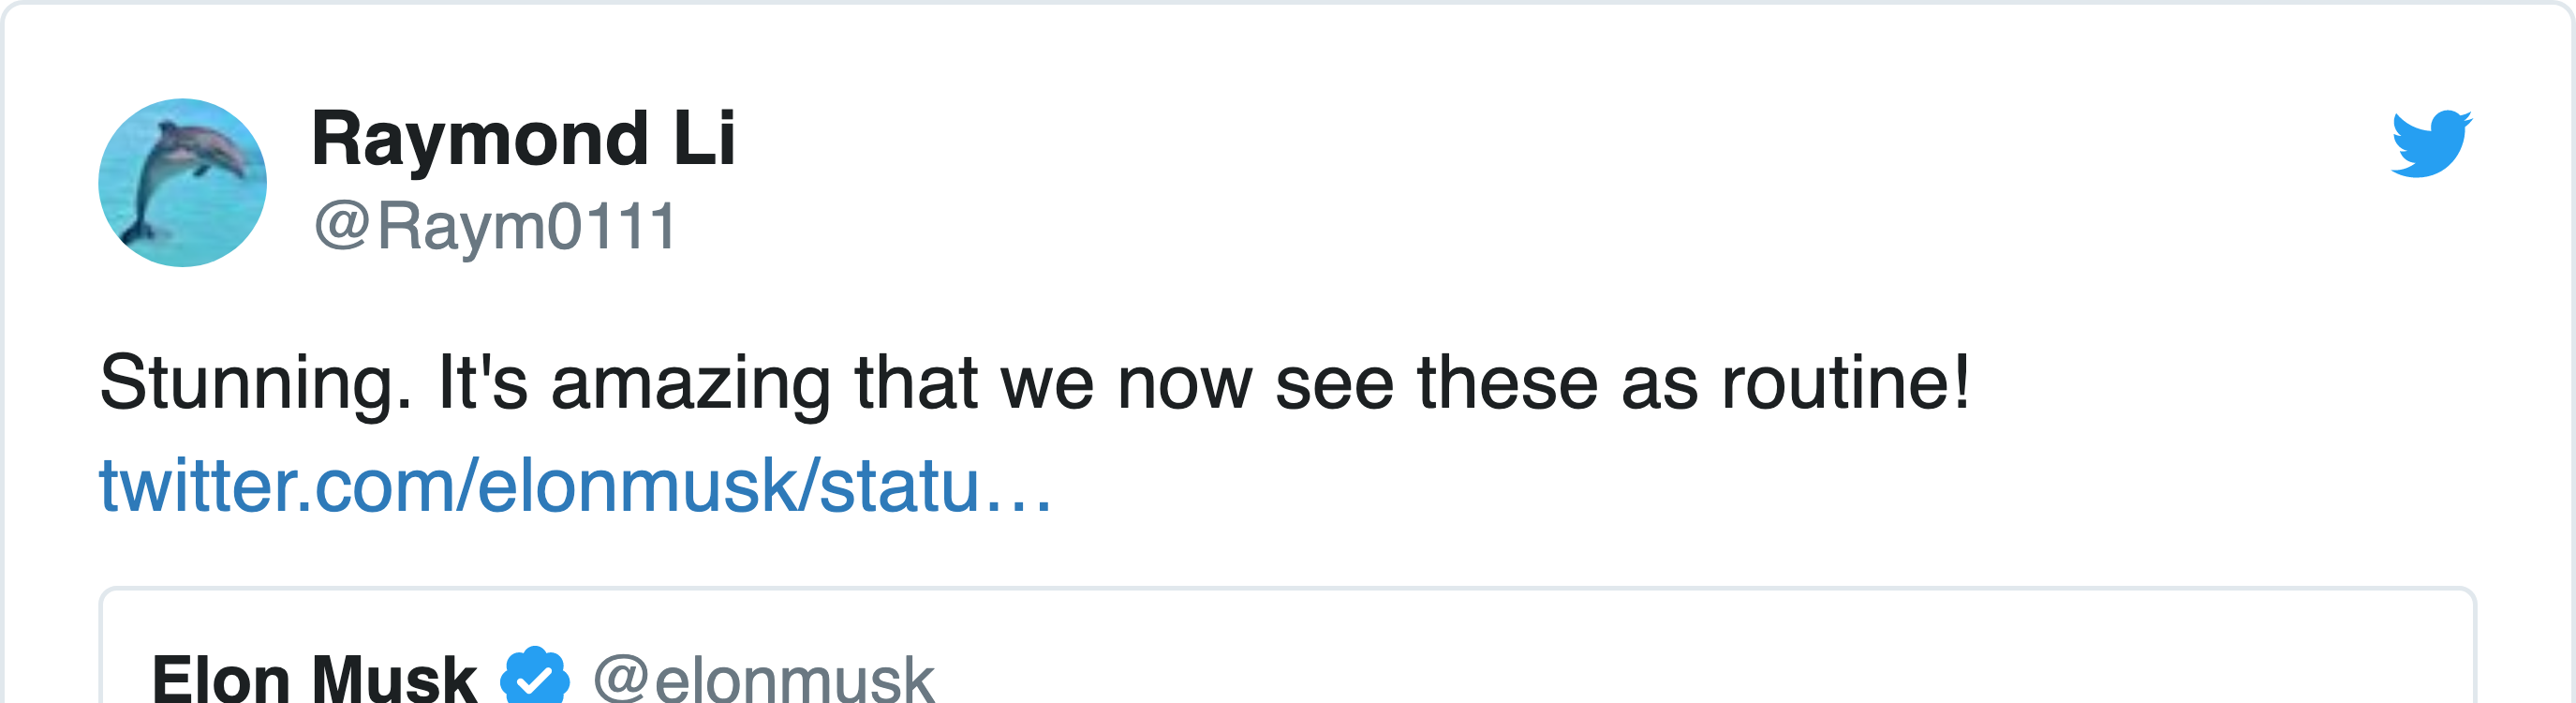 Raymond Li
@Raym0111
Stunning. It's amazing that we now see these as routine!
twitter.com/elonmusk/statu…
Elon Musk @elonmusk